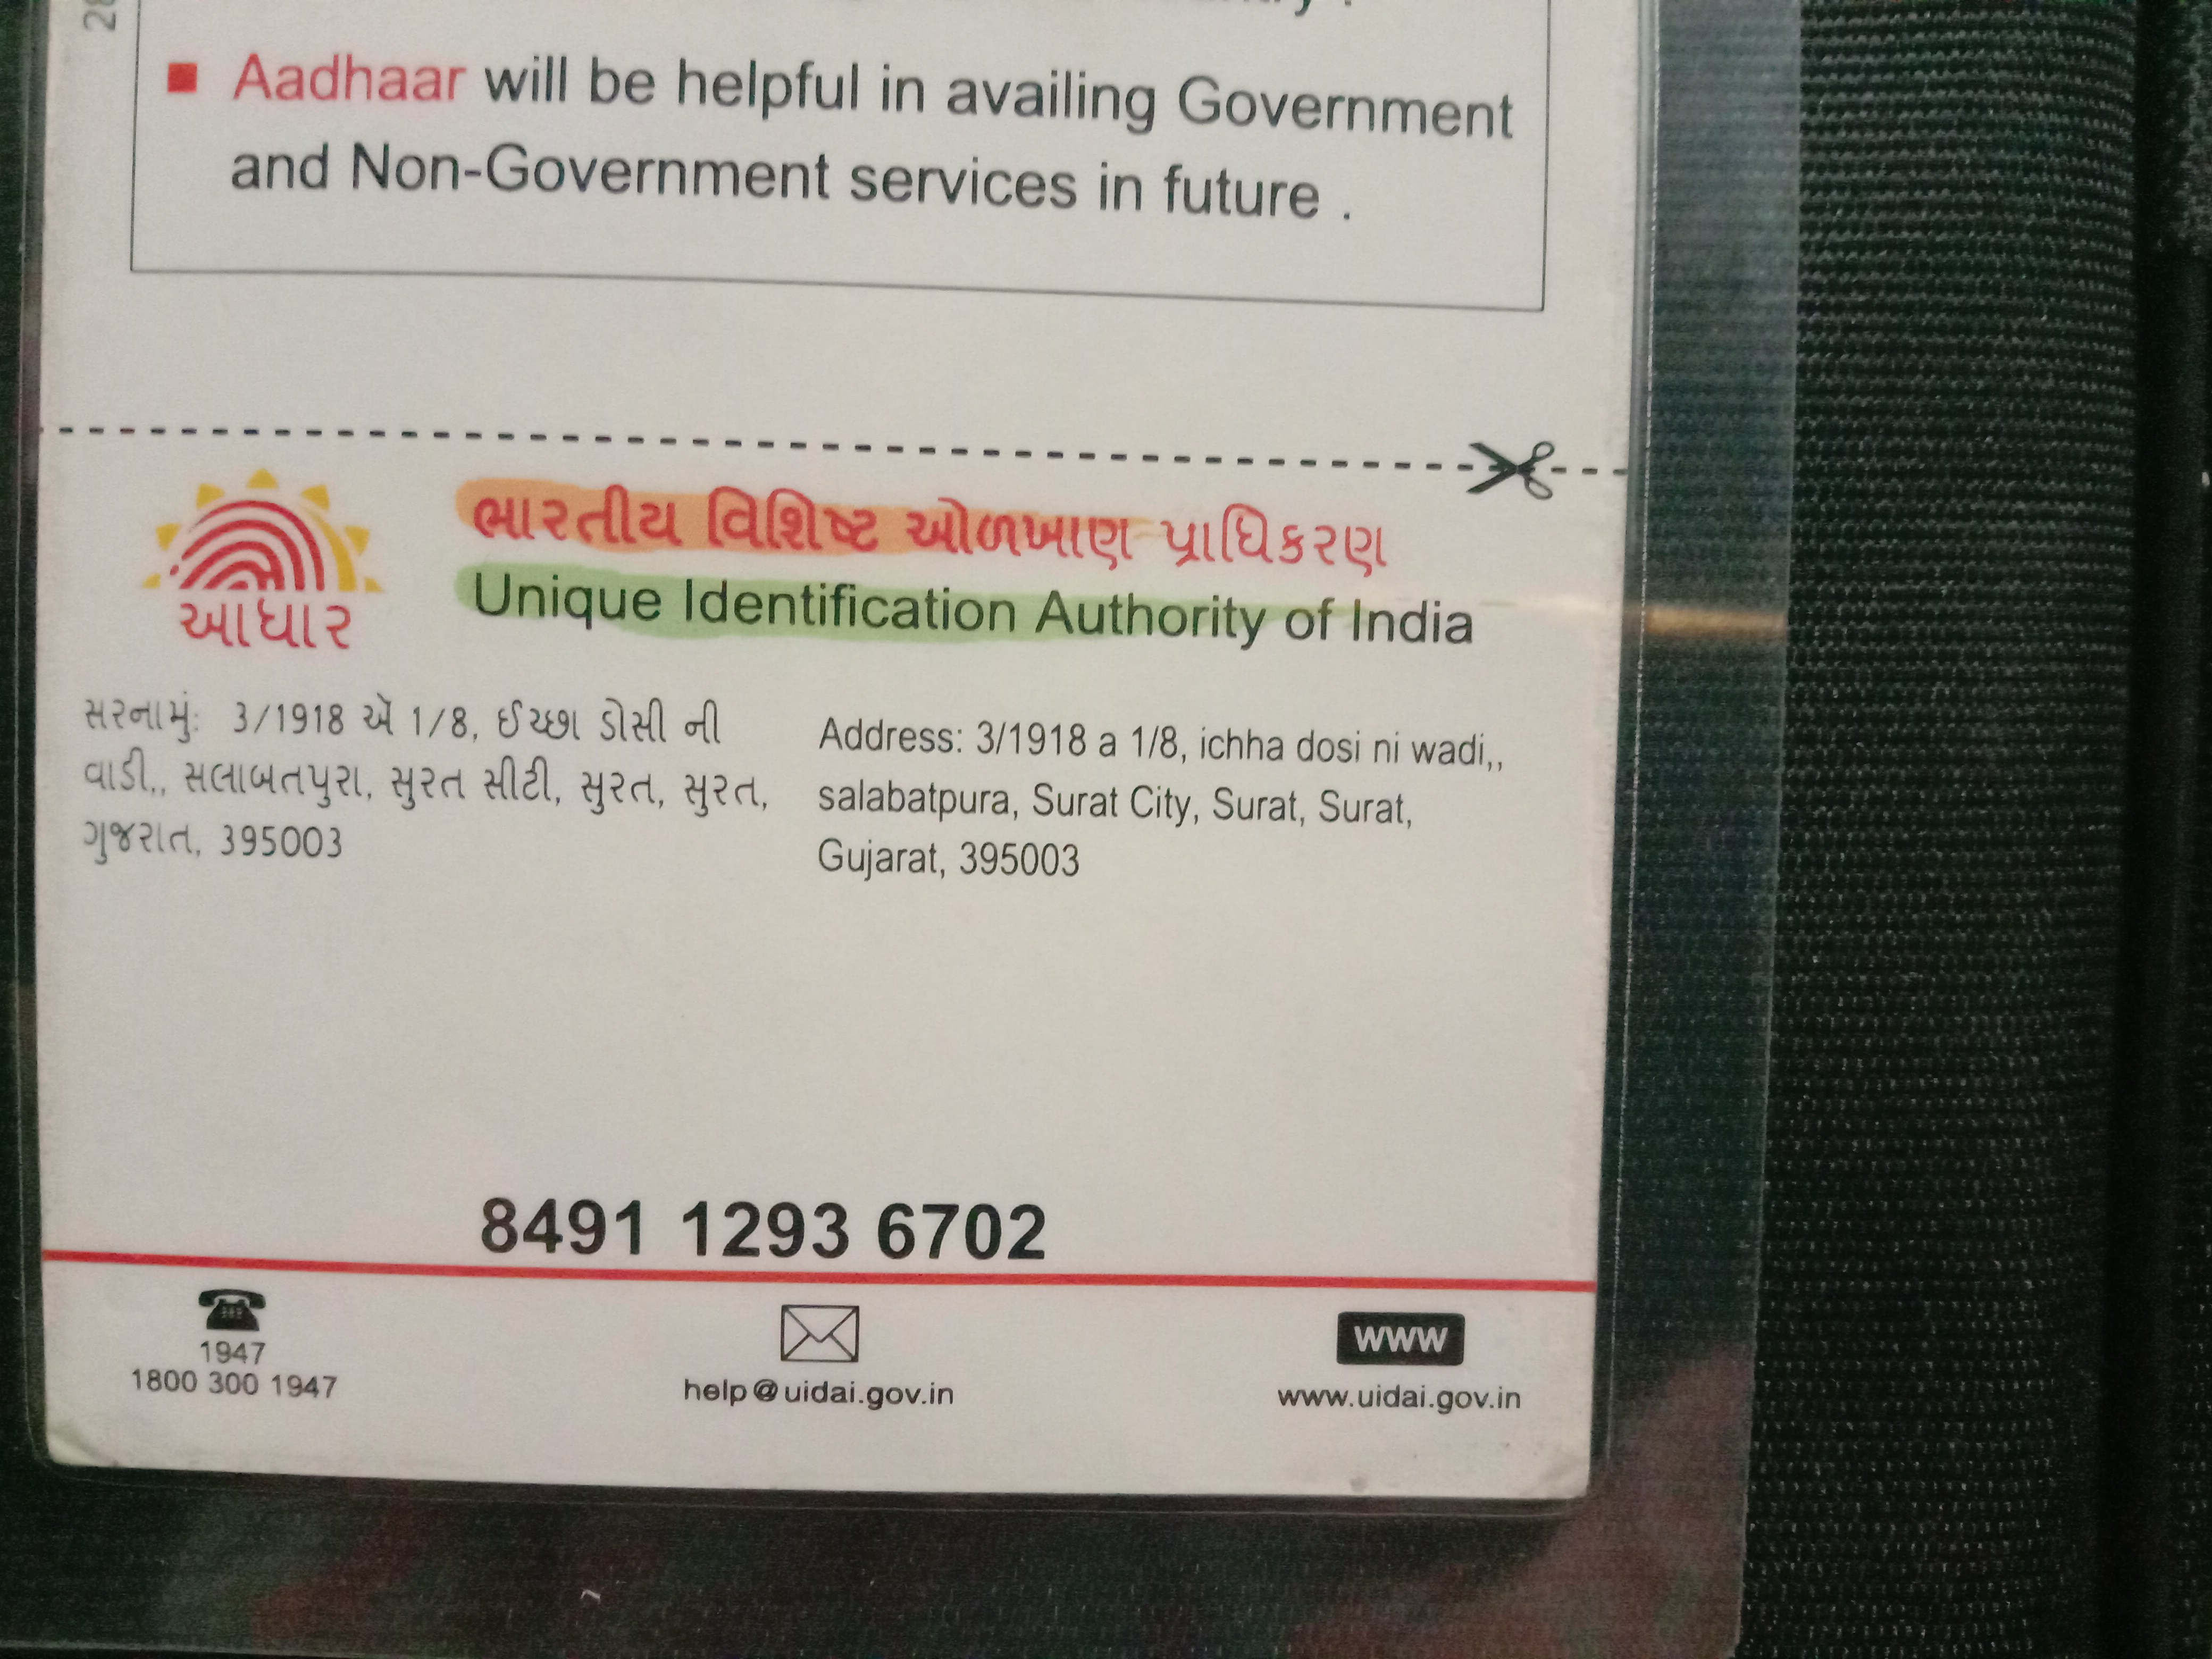 ■ Aadhaar will be helpful in availing Government
and Non-Government services in future .
ભારતીય વિશિષ્ટ ઓળખાણ પ્રાધિકરણ
Unique Identification Authority of India
આધાર
સરનામું: 3/1918 એ 1/8, ઈચ્છા ડોસી ની
વાડી,, સલાબતપુરા, સુરત સીટી, સુરત, સુરત,
ગુજરાત, 395003
Address: 3/1918 a 1/8, ichha dosi ni wadi,,
salabatpura, Surat City, Surat, Surat,
Gujarat, 395003
8491 1293 6702
1947
1800 300 1947
help@uidai.gov.in
www
www.uidai.gov.in